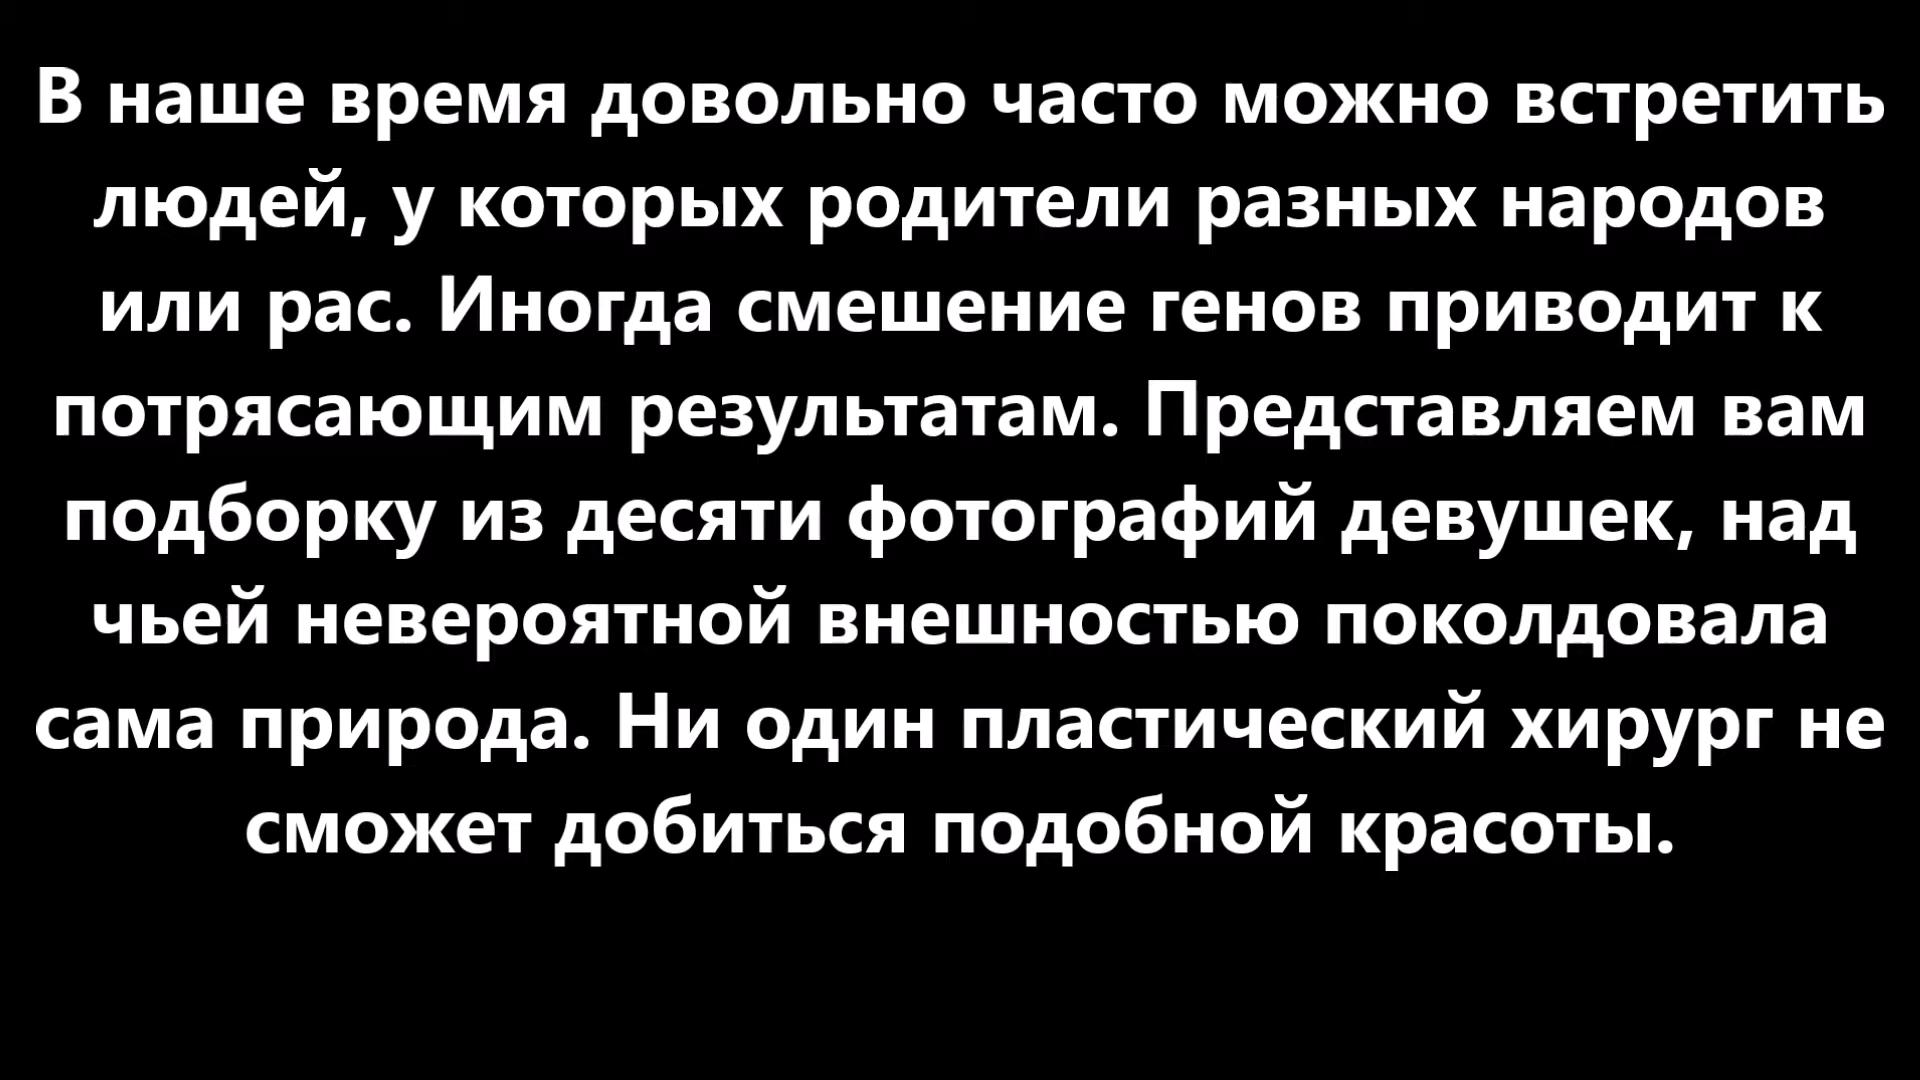 В наше время довольно часто можно встретить
людей, у которых родители разных народов
или рас. Иногда смешение генов приводит к
потрясающим результатам. Представляем вам
подборку из десяти фотографий девушек, над
чьей невероятной внешностью поколдовала
сама природа. Ни один пластический хирург не
сможет добиться подобной красоты.